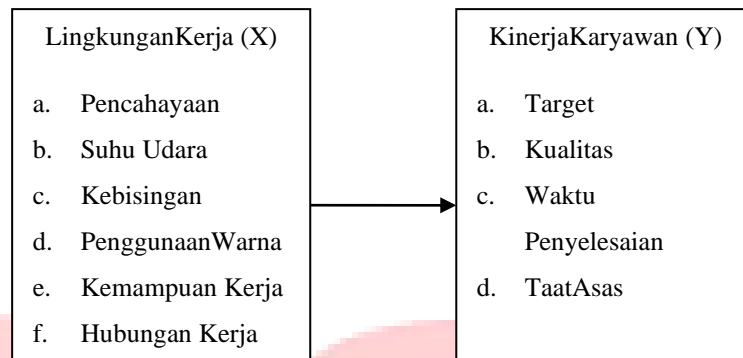 LingkunganKerja (X)
a. Pencahayaan
b. Suhu Udara
c. Kebisingan
d. PenggunaanWarna
e. Kemampuan Kerja
f. Hubungan Kerja
KinerjaKaryawan (Y)
a. Target
b. Kualitas
c. Waktu
Penyelesaian
d. TaatAsas